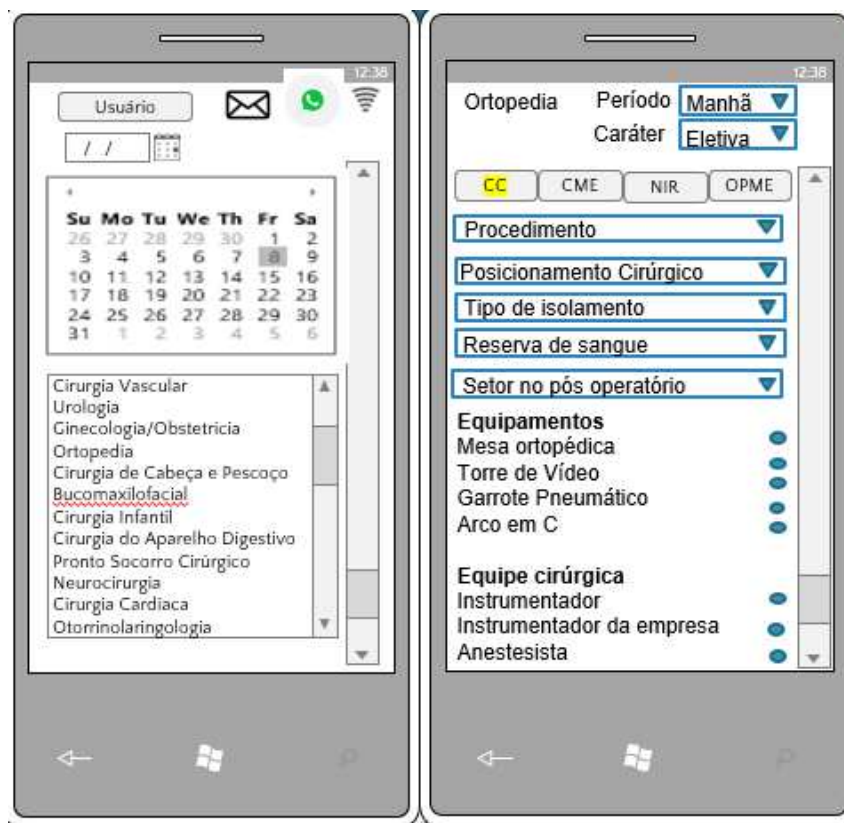 12:38
Usuário
/ /
Su Mo Tu We Th Fr Sa
26 27 28 29 30 1 2
3 4 5 6 7 8 9
10 11 12 13 14 15 16
17 18 19 20 21 22 23
24 25 26 27 28 29 30
31 1 2 3 4 5 6
Cirurgia Vascular
Urologia
Ginecologia/Obstetricia
Ortopedia
Cirurgia de Cabeça e Pescoço
Bucomaxilofacial
Cirurgia Infantil
Cirurgia do Aparelho Digestivo
Pronto Socorro Cirúrgico
Neurocirurgia
Cirurgia Cardiaca
Otorrinolaringologia
12:38
Ortopedia Período Manhã
Caráter Eletiva
CC CME NIR OPME
Procedimento
Posicionamento Cirúrgico
Tipo de isolamento
Reserva de sangue
Setor no pós operatório
Equipamentos
Mesa ortopédica
Torre de Vídeo
Garrote Pneumático
Arco em C
Equipe cirúrgica
Instrumentador
Instrumentador da empresa
Anestesista